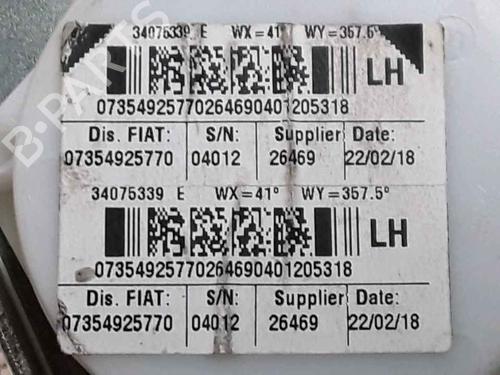 34075339 E WX=41° WY=357.5°
LH
07354925770264690401205318
Dis. FIAT: S/N: Supplier Date:
07354925770 04012 26469 22/02/18
34075339 E WX=41° WY=357.5°
LH
07354925770264690401205318
Dis. FIAT: S/N: Supplier Date:
07354925770 04012 26469 22/02/18
B-PARTS